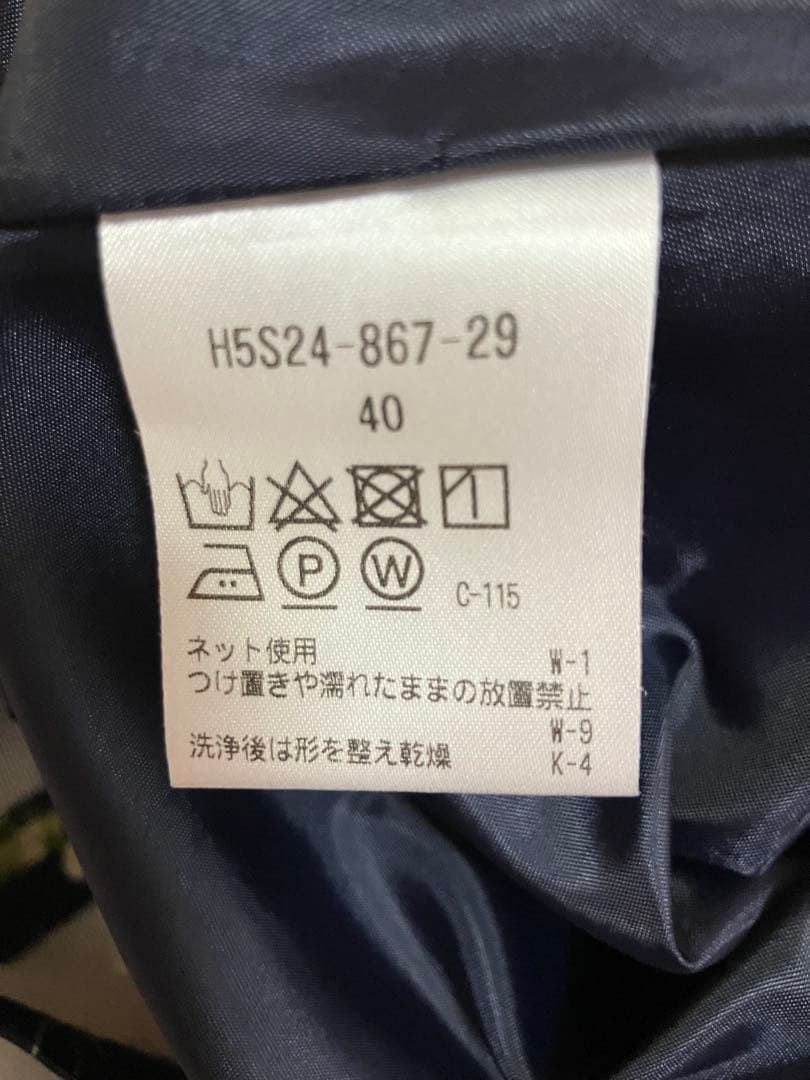 H5S24-867-29
40
P W C-115
ネット使用 W-1
つけ置きや濡れたままの放置禁止
W-9
洗浄後は形を整え乾燥 K-4